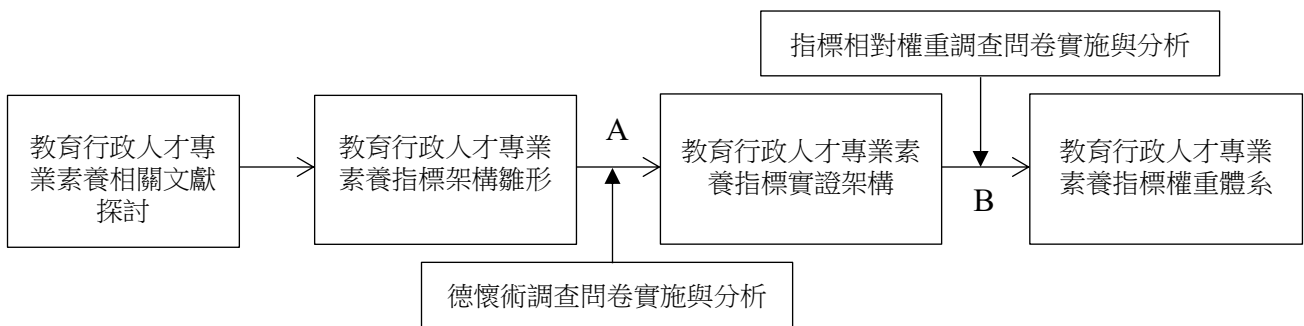 指標相對權重調查問卷實施與分析
教育行政人才專
業素養相關文獻
探討
教育行政人才專業
素養指標架構雛形
A
教育行政人才專業素
養指標實證架構
B
教育行政人才專業
素養指標權重體系
德懷術調查問卷實施與分析